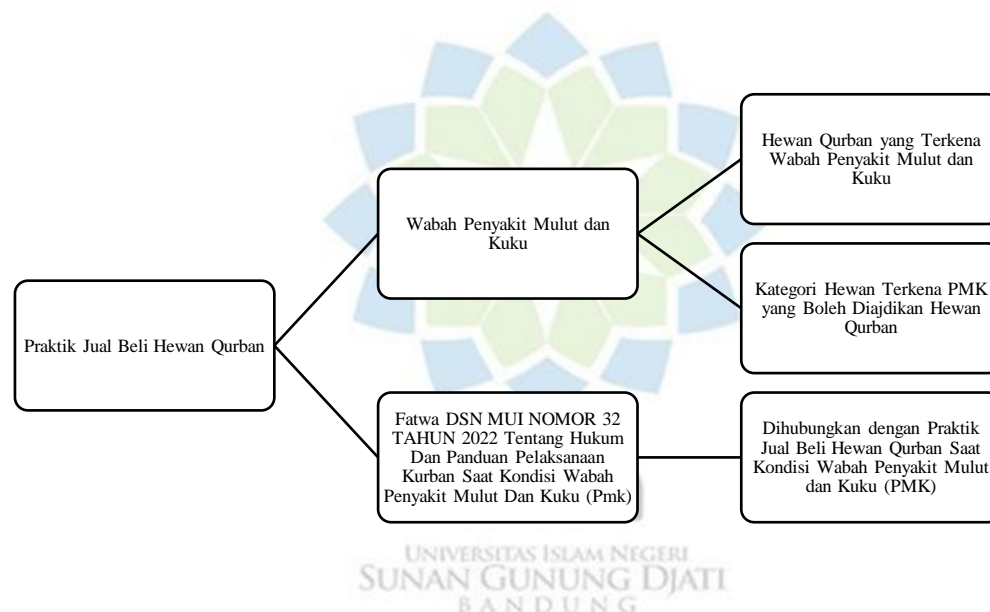 Praktik Jual Beli Hewan Qurban
Wabah Penyakit Mulut dan
Kuku
Hewan Qurban yang Terkena
Wabah Penyakit Mulut dan
Kuku
Kategori Hewan Terkena PMK
yang Boleh Diajdikan Hewan
Qurban
Fatwa DSN MUI NOMOR 32
TAHUN 2022 Tentang Hukum
Dan Panduan Pelaksanaan
Kurban Saat Kondisi Wabah
Penyakit Mulut Dan Kuku (Pmk)
Dihubungkan dengan Praktik
Jual Beli Hewan Qurban Saat
Kondisi Wabah Penyakit Mulut
dan Kuku (PMK)
UNIVERSITAS ISLAM NEGERI
SUNAN GUNUNG DJATI
BANDUNG